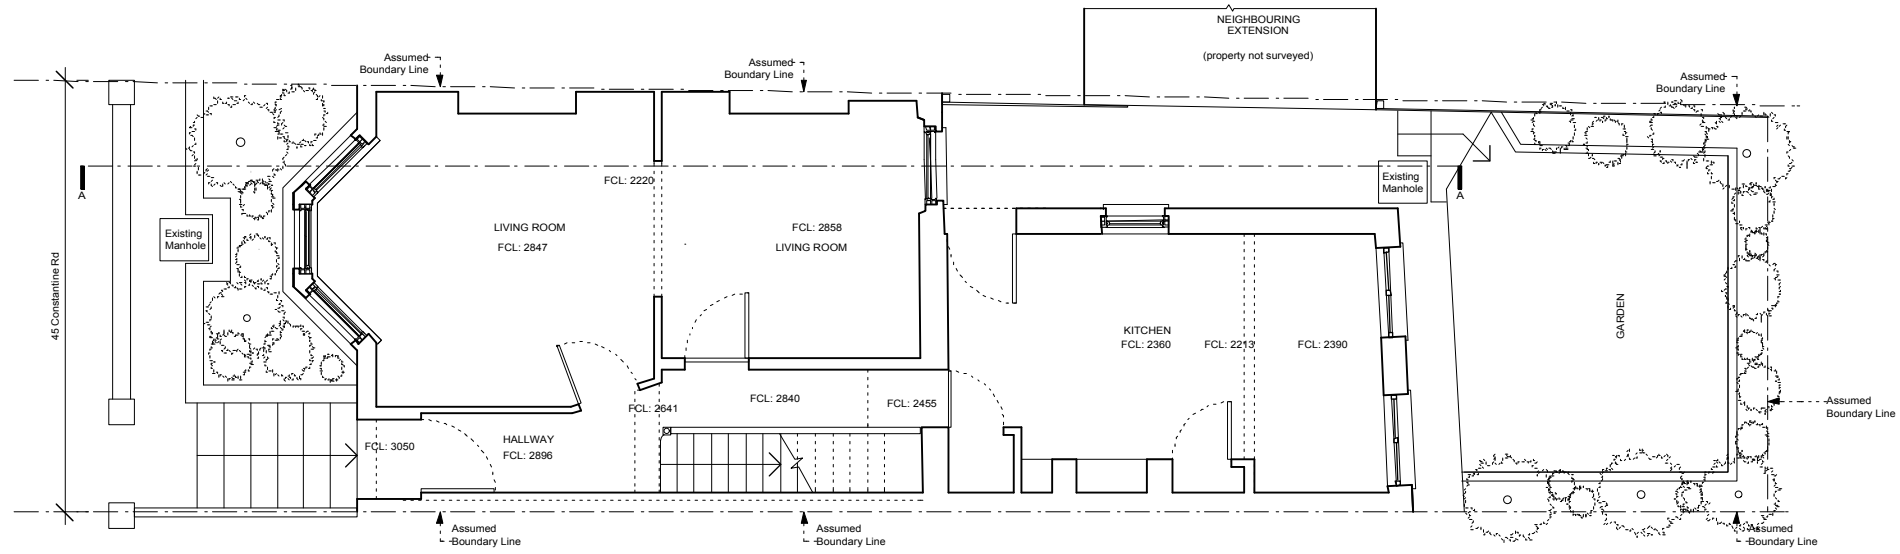 NEIGHBOURING
EXTENSION
(property not surveyed)
Assumed
Boundary Line
Assumed
Boundary Line
Assumed
Boundary Line
A
FCL: 2220
Existing
Manhole
A
Existing
Manhole
LIVING ROOM
FCL: 2847
FCL: 2858
LIVING ROOM
45 Constantine Rd
KITCHEN
FCL: 2360
FCL: 2213
FCL: 2390
GARDEN
FCL: 2641
FCL: 2840
FCL: 2455
Assumed
Boundary Line
FCL: 3050
HALLWAY
FCL: 2896
Assumed
Boundary Line
Assumed
Boundary Line
Assumed
Boundary Line